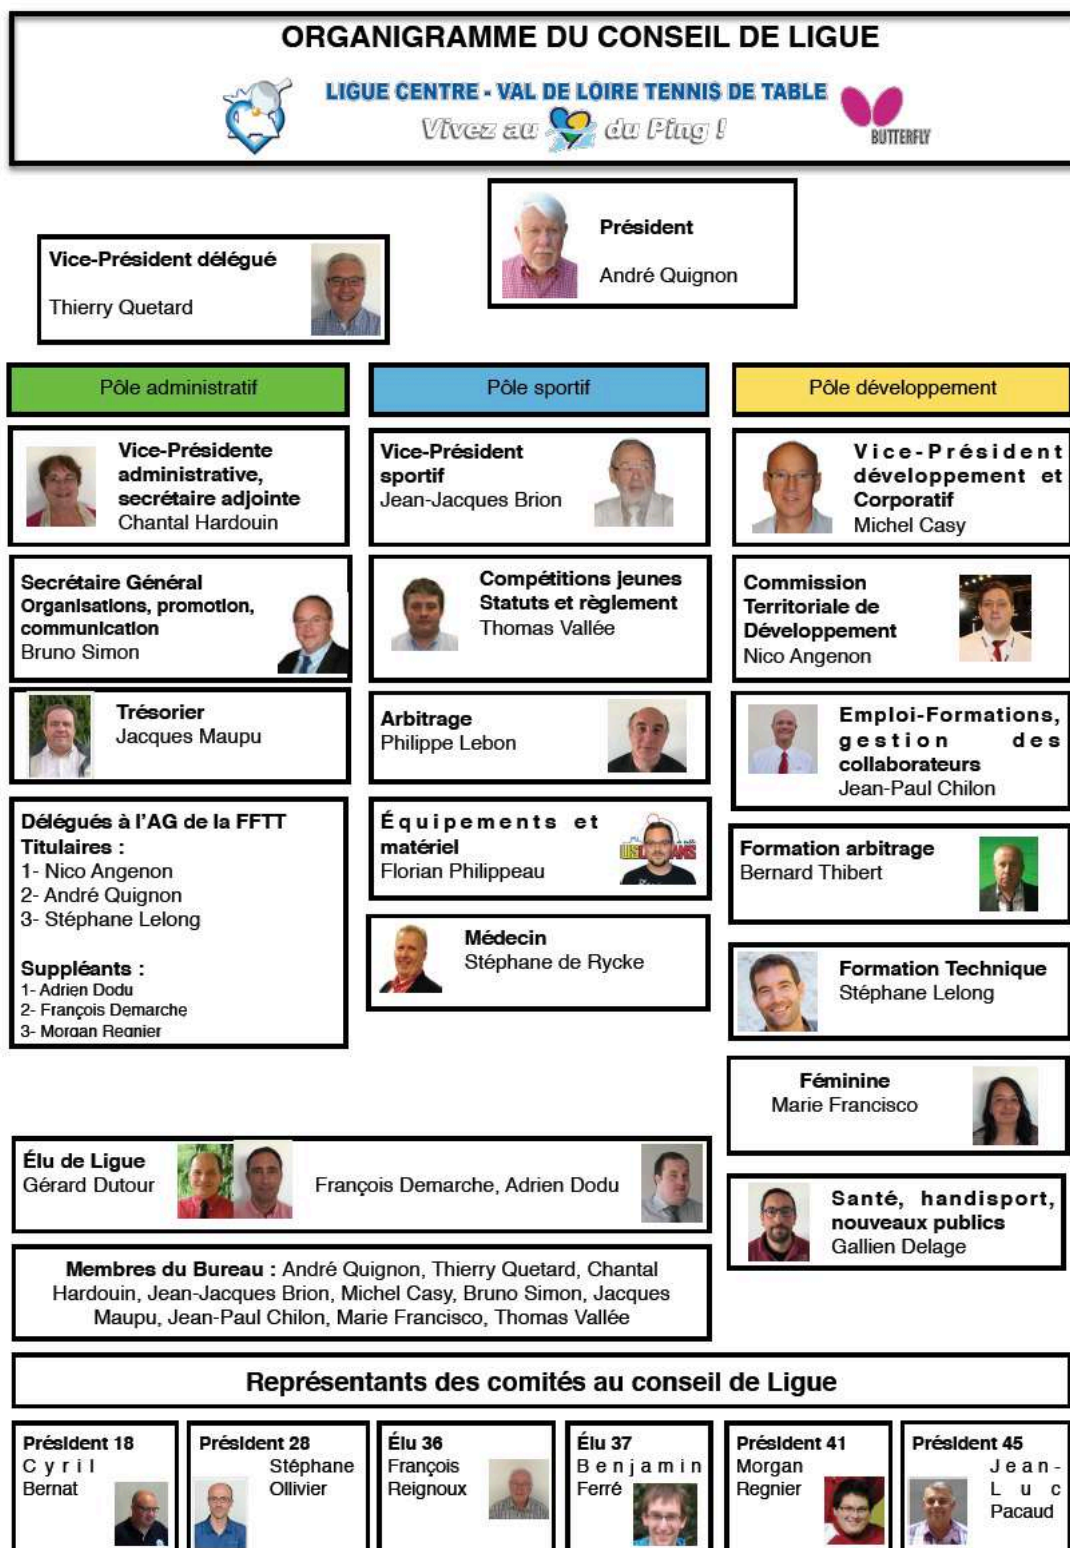 ORGANIGRAMME DU CONSEIL DE LIGUE
LIGUE CENTRE - VAL DE LOIRE TENNIS DE TABLE
Vivez au du Ping !
BUTTERFLY
Président
André Quignon
Vice-Président délégué
Thierry Quetard
Pôle administratif
Vice-Présidente
administrative,
secrétaire adjointe
Chantal Hardouin
Secrétaire Général
Organisations, promotion,
communication
Bruno Simon
Trésorier
Jacques Maupu
Délégués à l'AG de la FFTT
Titulaires :
1- Nico Angenon
2- André Quignon
3- Stéphane Lelong
Suppléants :
1- Adrien Dodu
2- François Demarche
3- Morgan Regnier
Pôle sportif
Vice-Président
sportif
Jean-Jacques Brion
Compétitions jeunes
Statuts et règlement
Thomas Vallée
Arbitrage
Philippe Lebon
Équipements et
matériel
Florian Philippeau
Médecin
Stéphane de Rycke
Pôle développement
Vice-Président
développement et
Corporatif
Michel Casy
Commission
Territoriale de
Développement
Nico Angenon
Emploi-Formations,
gestion des
collaborateurs
Jean-Paul Chilon
Formation arbitrage
Bernard Thibert
Formation Technique
Stéphane Lelong
Féminine
Marie Francisco
Santé, handisport,
nouveaux publics
Gallien Delage
Élu de Ligue
Gérard Dutour
François Demarche, Adrien Dodu
Membres du Bureau : André Quignon, Thierry Quetard, Chantal
Hardouin, Jean-Jacques Brion, Michel Casy, Bruno Simon, Jacques
Maupu, Jean-Paul Chilon, Marie Francisco, Thomas Vallée
Représentants des comités au conseil de Ligue
Président 18
Cyril
Bernat
Président 28
Stéphane
Ollivier
Élu 36
François
Reignoux
Élu 37
Benjamin
Ferré
Président 41
Morgan
Regnier
Président 45
Jean-
Luc
Pacaud